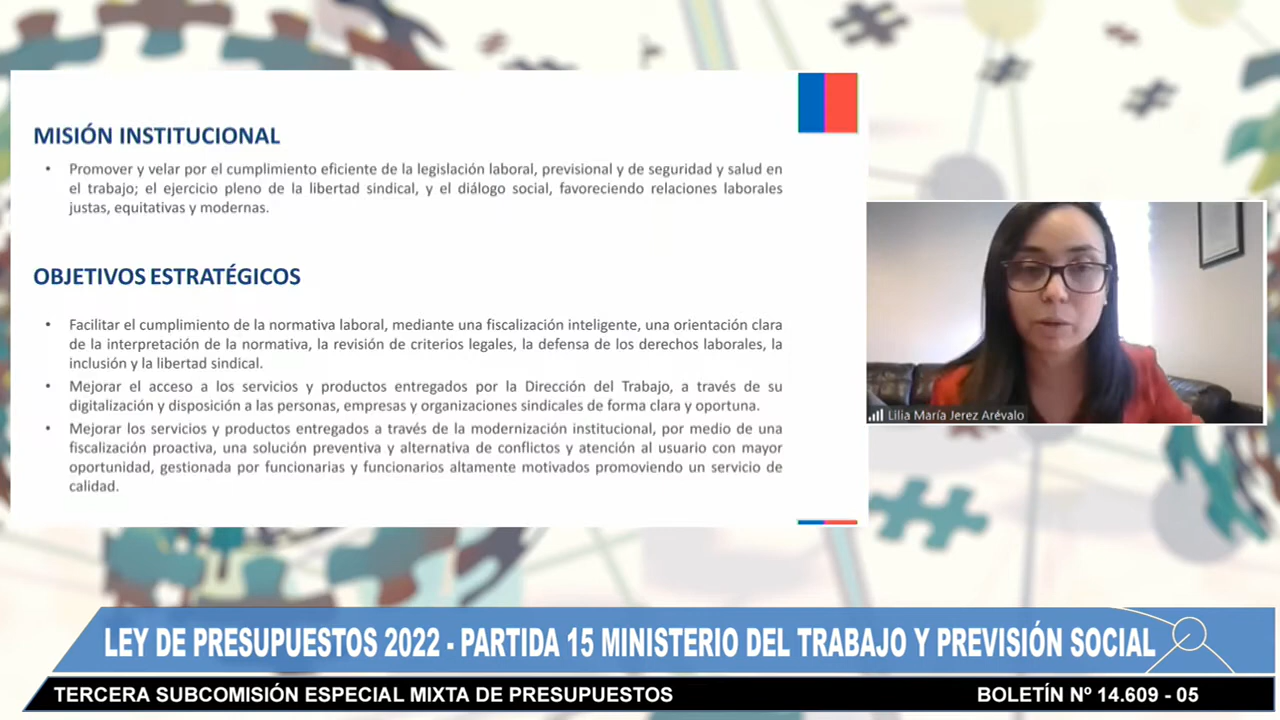 MISIÓN INSTITUCIONAL
• Promover y velar por el cumplimiento eficiente de la legislación laboral, previsional y de seguridad y salud en
el trabajo; el ejercicio pleno de la libertad sindical, y el diálogo social, favoreciendo relaciones laborales
justas, equitativas y modernas.
OBJETIVOS ESTRATÉGICOS
• Facilitar el cumplimiento de la normativa laboral, mediante una fiscalización inteligente, una orientación clara
de la interpretación de la normativa, la revisión de criterios legales, la defensa de los derechos laborales, la
inclusión y la libertad sindical.
• Mejorar el acceso a los servicios y productos entregados por la Dirección del Trabajo, a través de su
digitalización y disposición a las personas, empresas y organizaciones sindicales de forma clara y oportuna.
• Mejorar los servicios y productos entregados a través de la modernización institucional, por medio de una
fiscalización proactiva, una solución preventiva y alternativa de conflictos y atención al usuario con mayor
oportunidad, gestionada por funcionarias y funcionarios altamente motivados promoviendo un servicio de
calidad.
Lilia María Jerez Arévalo
LEY DE PRESUPUESTOS 2022 - PARTIDA 15 MINISTERIO DEL TRABAJO Y PREVISIÓN SOCIAL
TERCERA SUBCOMISIÓN ESPECIAL MIXTA DE PRESUPUESTOS
BOLETÍN Nº 14.609 - 05